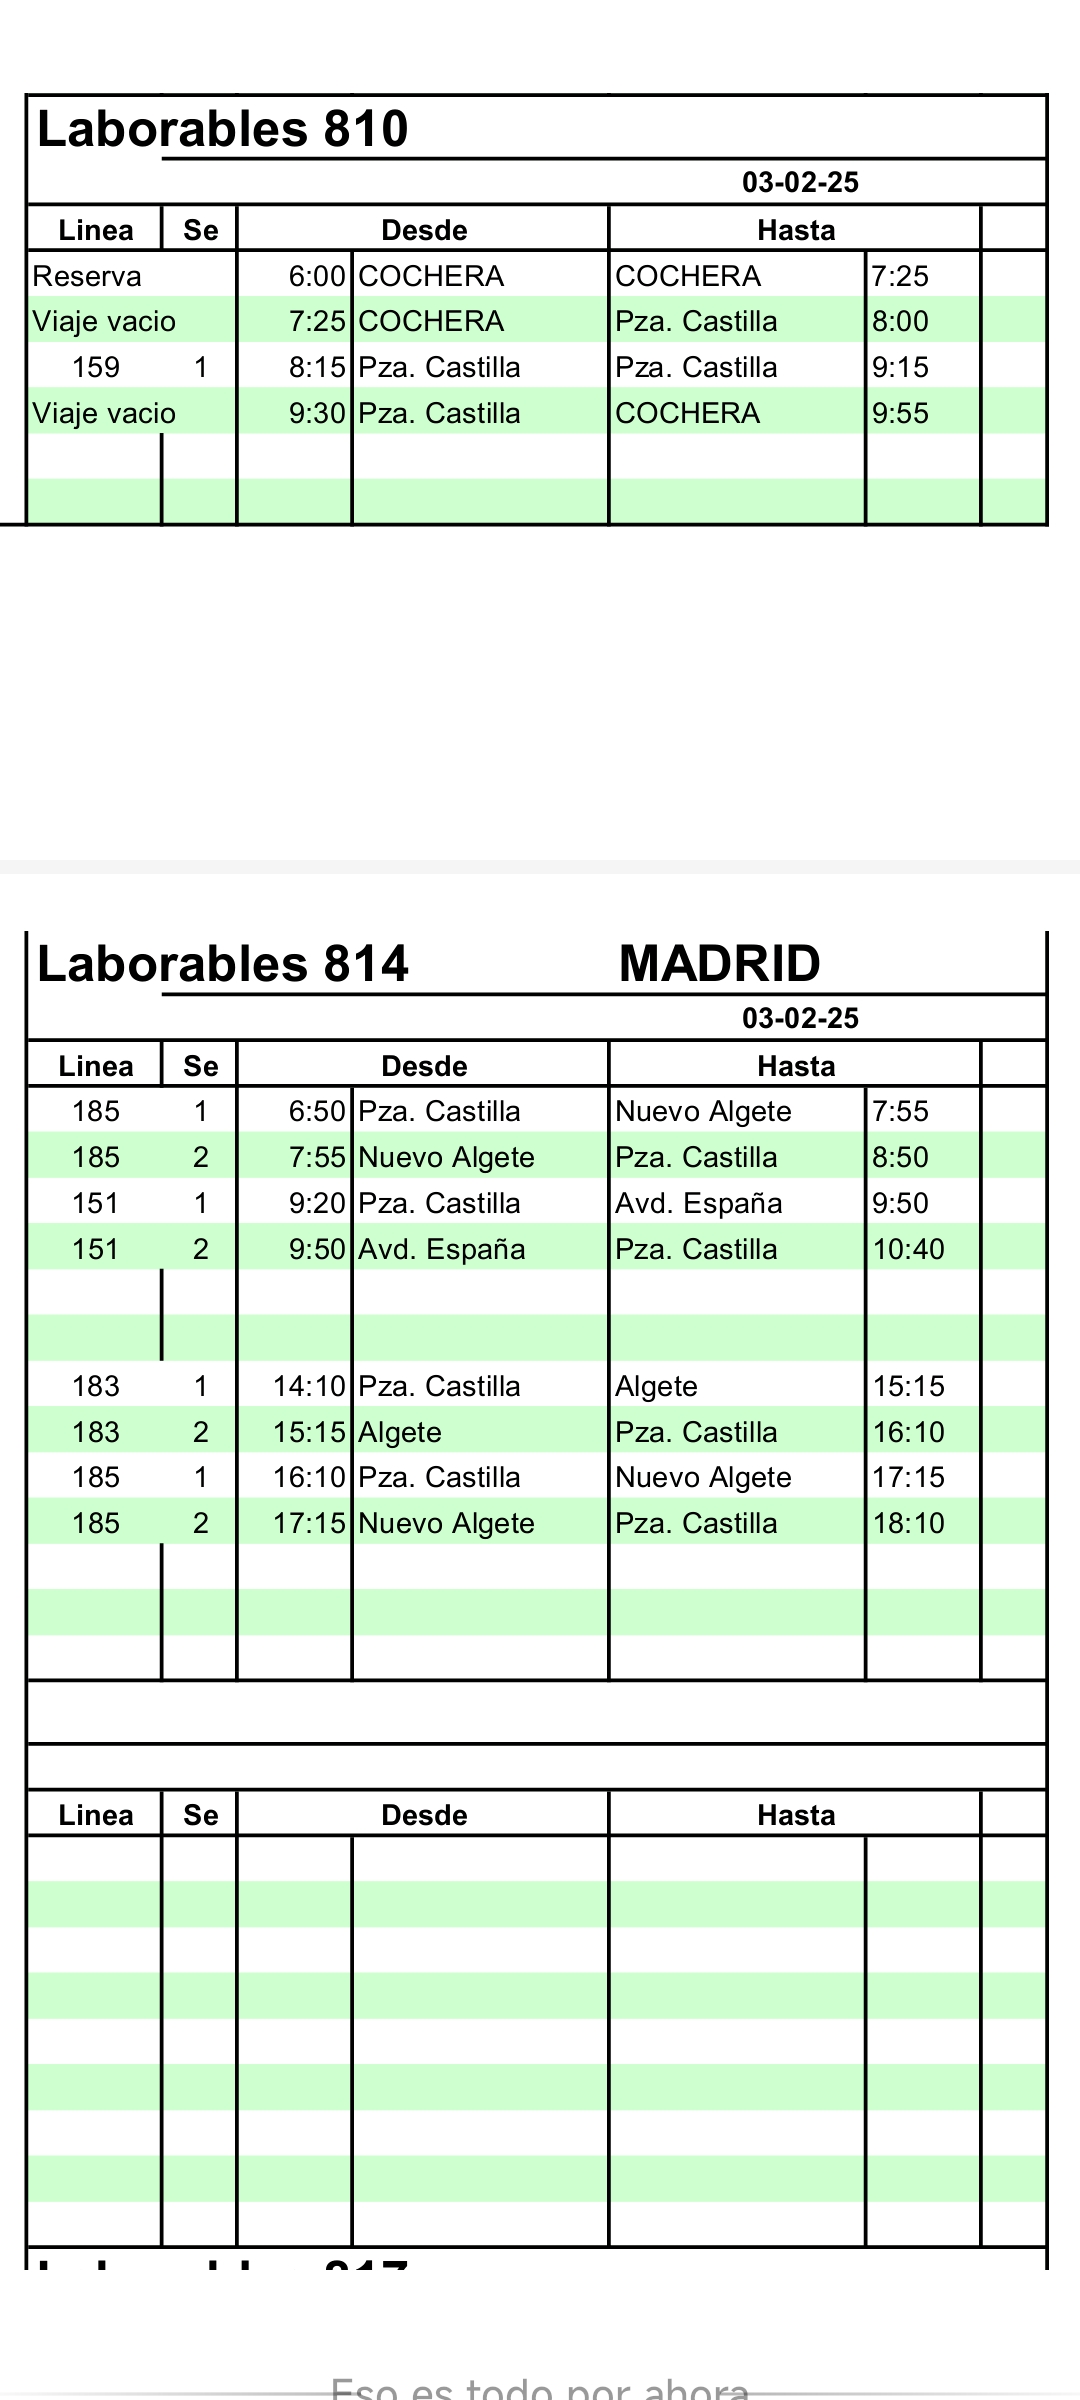 Laborables 810
03-02-25
Linea Se Desde Hasta
Reserva 6:00 COCHERA COCHERA 7:25
Viaje vacio 7:25 COCHERA Pza. Castilla 8:00
159 1 8:15 Pza. Castilla Pza. Castilla 9:15
Viaje vacio 9:30 Pza. Castilla COCHERA 9:55
Laborables 814 MADRID
03-02-25
Linea Se Desde Hasta
185 1 6:50 Pza. Castilla Nuevo Algete 7:55
185 2 7:55 Nuevo Algete Pza. Castilla 8:50
151 1 9:20 Pza. Castilla Avd. España 9:50
151 2 9:50 Avd. España Pza. Castilla 10:40
183 1 14:10 Pza. Castilla Algete 15:15
183 2 15:15 Algete Pza. Castilla 16:10
185 1 16:10 Pza. Castilla Nuevo Algete 17:15
185 2 17:15 Nuevo Algete Pza. Castilla 18:10
Linea Se Desde Hasta
Laborables 817
Eso es todo por ahora